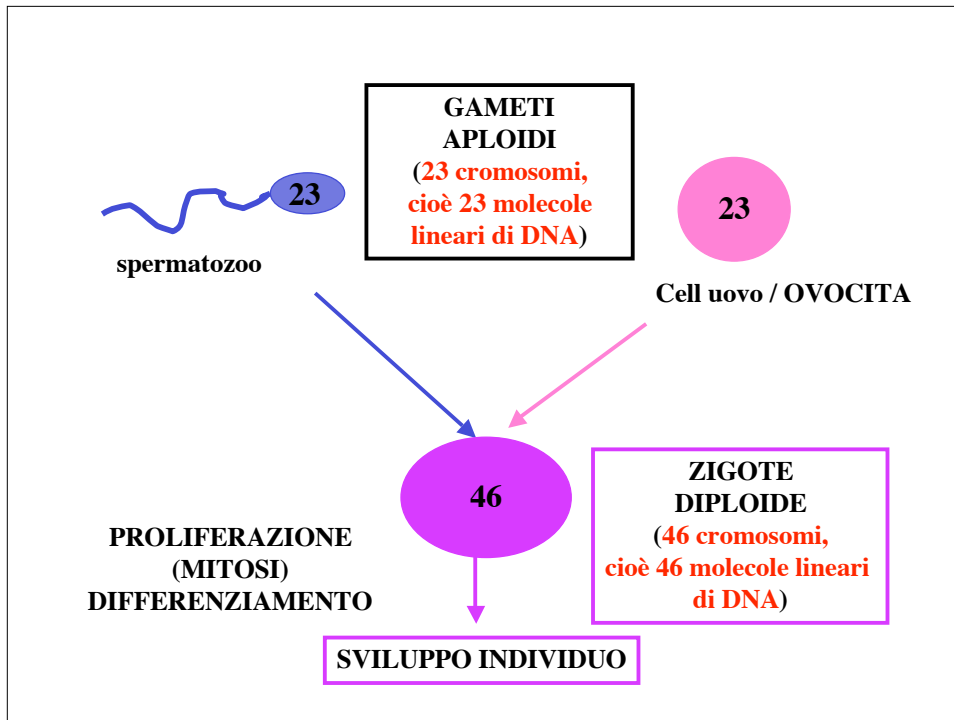 GAMETI
APLOIDI
(23 cromosomi,
cioè 23 molecole
lineari di DNA)
23
spermatozoo
23
Cell uovo / OVOCITA
46
ZIGOTE
DIPLOIDE
(46 cromosomi,
cioè 46 molecole lineari
di DNA)
PROLIFERAZIONE
(MITOSI)
DIFFERENZIAMENTO
SVILUPPO INDIVIDUO